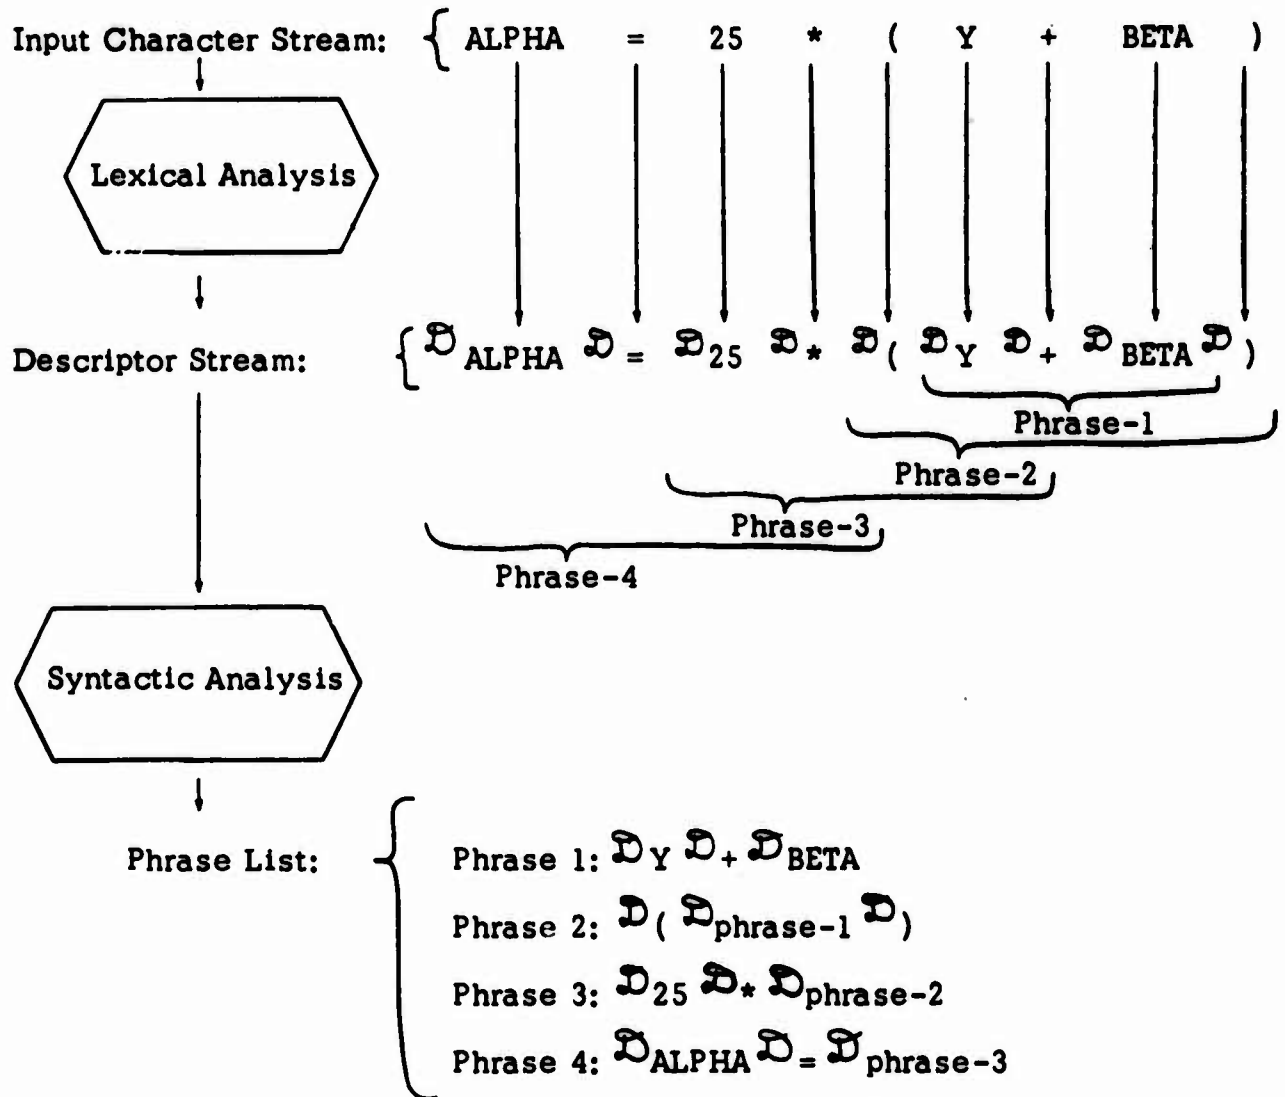 Input Character Stream: { ALPHA = 25 * ( Y + BETA )
Lexical Analysis
Descriptor Stream: { 𝒟ALPHA 𝒟= 𝒟25 𝒟* 𝒟( 𝒟Y 𝒟+ 𝒟BETA 𝒟)
Phrase-1
Phrase-2
Phrase-3
Phrase-4
Syntactic Analysis
Phrase List:
Phrase 1: 𝒟Y 𝒟+ 𝒟BETA
Phrase 2: 𝒟( 𝒟phrase-1 𝒟)
Phrase 3: 𝒟25 𝒟* 𝒟phrase-2
Phrase 4: 𝒟ALPHA 𝒟= 𝒟phrase-3